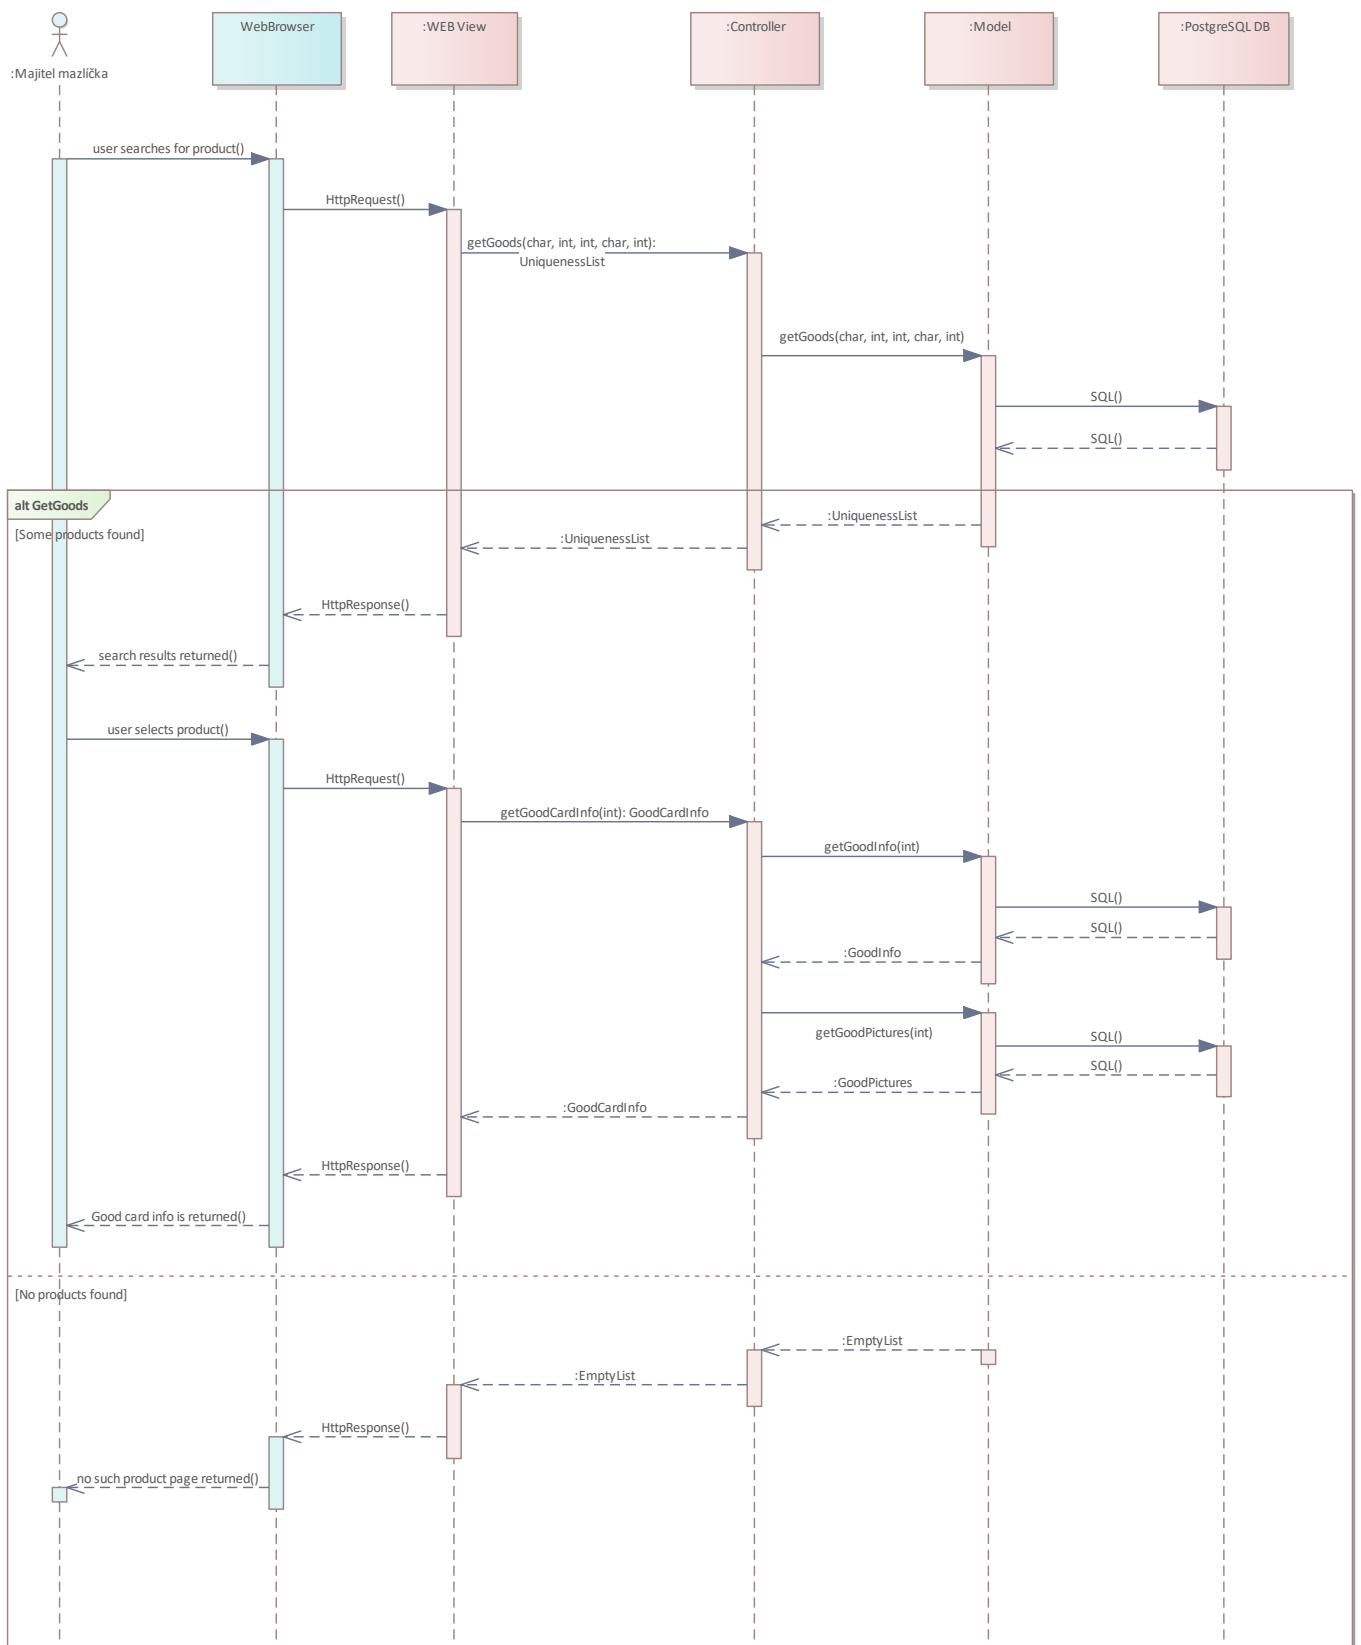 :Majitel mazlíčka
WebBrowser
:WEB View
:Controller
:Model
:PostgreSQL DB
user searches for product()
HttpRequest()
getGoods(char, int, int, char, int):
UniquenessList
getGoods(char, int, int, char, int)
SQL()
SQL()
alt GetGoods
[Some products found]
:UniquenessList
:UniquenessList
HttpResponse()
search results returned()
user selects product()
HttpRequest()
getGoodCardInfo(int): GoodCardInfo
getGoodInfo(int)
SQL()
SQL()
:GoodInfo
getGoodPictures(int)
SQL()
SQL()
:GoodPictures
:GoodCardInfo
HttpResponse()
Good card info is returned()
[No products found]
:EmptyList
:EmptyList
HttpResponse()
no such product page returned()